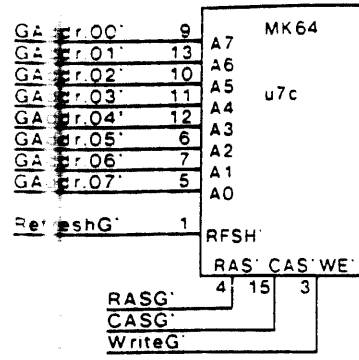 GAddr.00' 9 A7 MK64
GAddr.01' 13 A6
GAddr.02' 10 A5 u7c
GAddr.03' 11 A4
GAddr.04' 12 A3
GAddr.05' 6 A2
GAddr.06' 7 A1
GAddr.07' 5 A0
RefreshG' 1 RFSH'
RAS' CAS' WE'
4 15 3
RASG'
CASG'
WriteG'